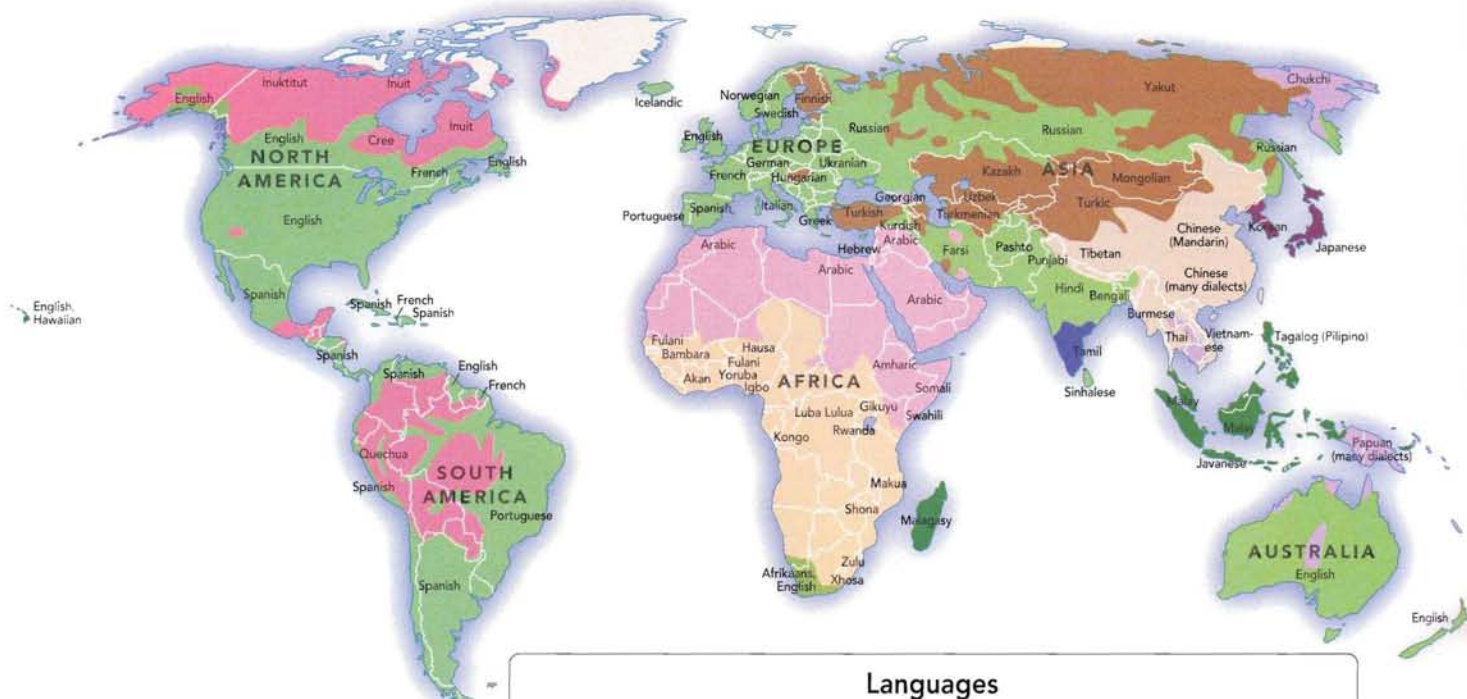 Inuktitut
Inuit
English
English
Cree
Inuit
NORTH
AMERICA
French
English
English
Spanish
English,
Hawaiian
Spanish
French
Spanish
Spanish
Spanish
English
French
Quechua
Spanish
SOUTH
AMERICA
Portuguese
Spanish
Icelandic
Norwegian
Swedish
Finnish
English
EUROPE
German
French
Ukranian
Hungarian
Portuguese
Spanish
Italian
Greek
Russian
Russian
Yakut
Chukchi
Russian
Georgian
Turkish
Kurdish
Kazakh
ASIA
Mongolian
Uzbek
Turkmenian
Turkic
Korean
Japanese
Chinese
(Mandarin)
Chinese
(many dialects)
Tibetan
Hebrew
Arabic
Farsi
Pashto
Punjabi
Hindi
Bengali
Burmese
Thai
Vietnam-
ese
Tagalog (Pilipino)
Tamil
Sinhalese
Malay
Malay
Javanese
Papuan
(many dialects)
Arabic
Arabic
Arabic
Fulani
Bambara
Hausa
Fulani
Akan
Yoruba
Igbo
AFRICA
Amharic
Somali
Luba Lulua
Gikuyu
Swahili
Kongo
Rwanda
Makua
Shona
Malagasy
Zulu
Afrikaans,
English
Xhosa
AUSTRALIA
English
English
Languages